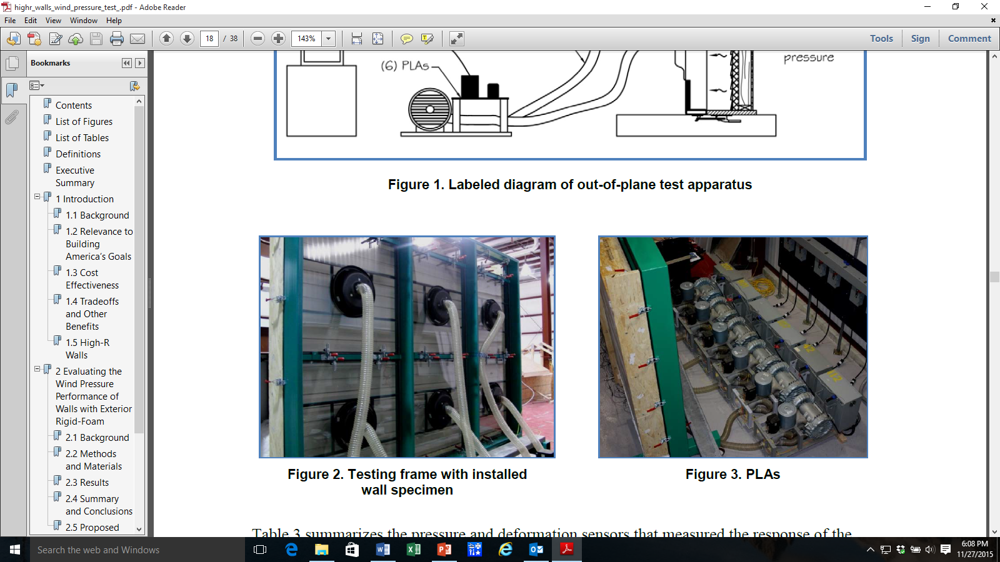 highr_walls_wind_pressure_test_.pdf - Adobe Reader
File Edit View Window Help
18 / 38
143%
Tools Sign Comment
Bookmarks
Contents
List of Figures
List of Tables
Definitions
Executive
Summary
1 Introduction
1.1 Background
1.2 Relevance to
Building
America's Goals
1.3 Cost
Effectiveness
1.4 Tradeoffs
and Other
Benefits
1.5 High-R
Walls
2 Evaluating the
Wind Pressure
Performance of
Walls with Exterior
Rigid-Foam
2.1 Background
2.2 Methods
and Materials
2.3 Results
2.4 Summary
and Conclusions
2.5 Proposed
(6) PLAs
pressure
Figure 1. Labeled diagram of out-of-plane test apparatus
Figure 2. Testing frame with installed
wall specimen
Figure 3. PLAs
Table 3 summarizes the pressure and deformation sensors that measured the response of the
Search the web and Windows
6:08 PM
11/27/2015